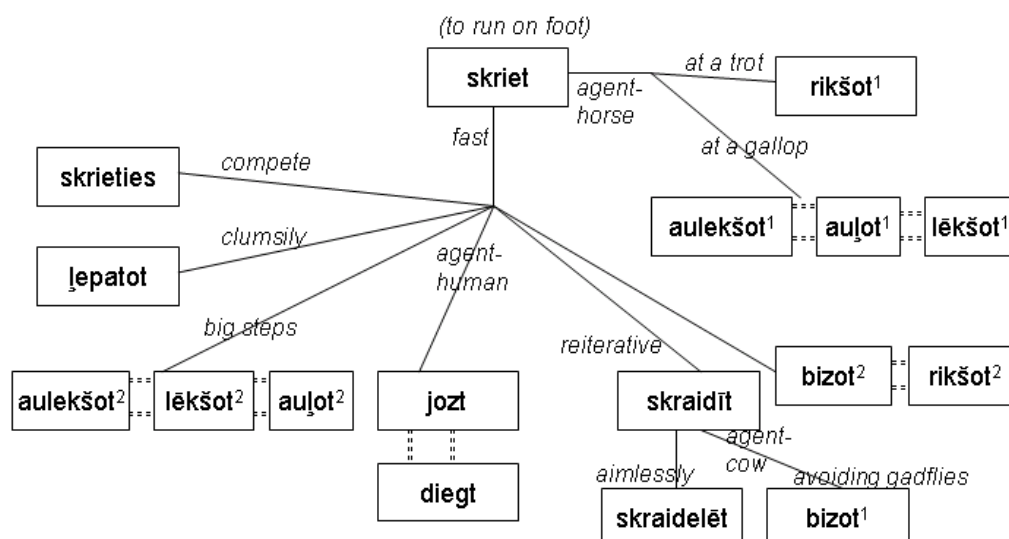 (to run on foot)
skriet
agent-
horse
at a trot
rikšot¹
at a gallop
fast
compete
skrieties
aulekšot¹
auļot¹
lēkšot¹
clumsily
ļepatot
agent-
human
big steps
reiterative
aulekšot²
lēkšot²
auļot²
jozt
skraidīt
bizot²
rikšot²
diegt
agent-
cow
aimlessly
avoiding gadflies
skraidelēt
bizot¹